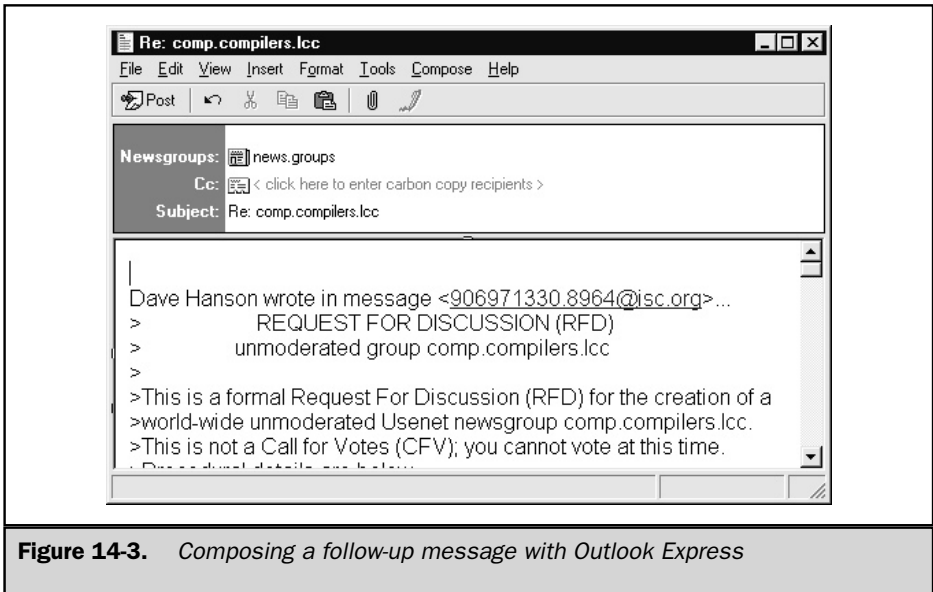 Re: comp.compilers.lcc
File Edit View Insert Format Tools Compose Help
Post
Newsgroups: news.groups
Cc: < click here to enter carbon copy recipients >
Subject: Re: comp.compilers.lcc
Dave Hanson wrote in message <906971330.8964@isc.org>...
> REQUEST FOR DISCUSSION (RFD)
> unmoderated group comp.compilers.lcc
>
>This is a formal Request For Discussion (RFD) for the creation of a
>world-wide unmoderated Usenet newsgroup comp.compilers.lcc.
>This is not a Call for Votes (CFV); you cannot vote at this time.
>Procedural details are below.
Figure 14-3. Composing a follow-up message with Outlook Express